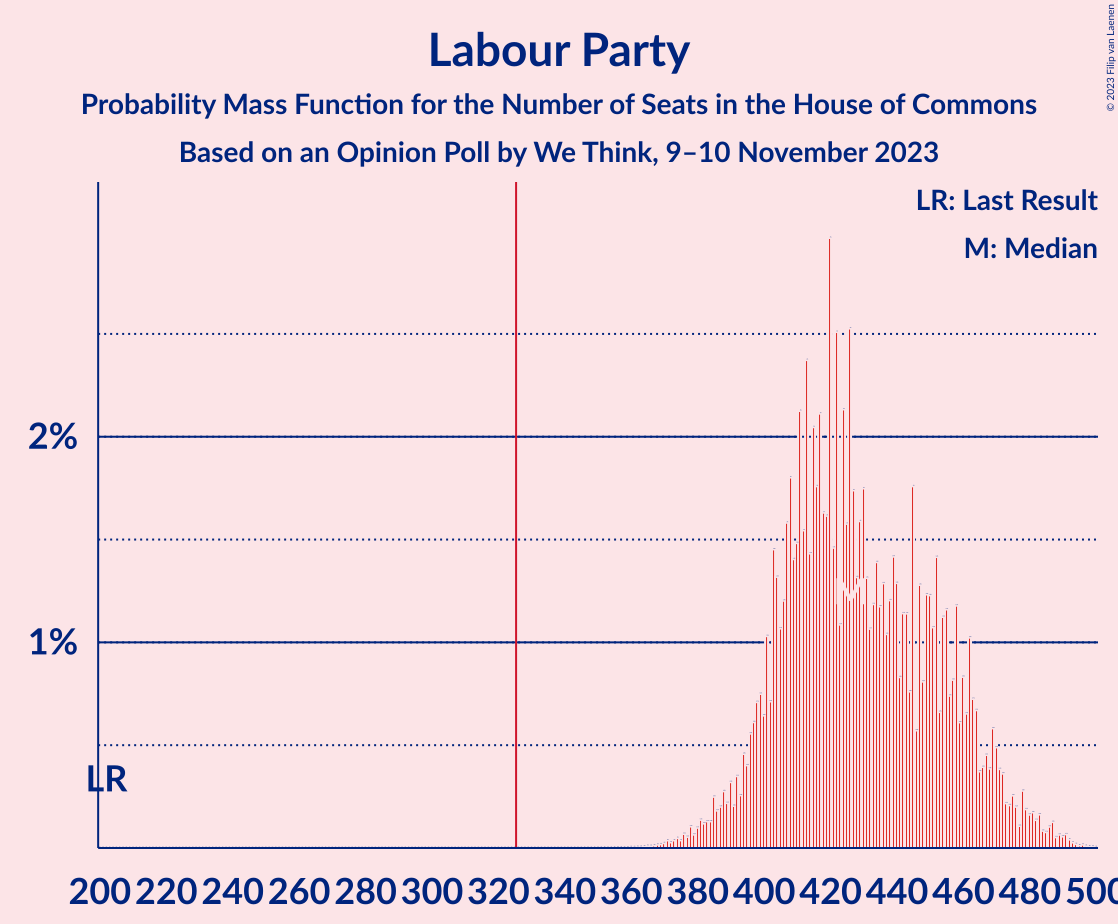 Labour Party
Probability Mass Function for the Number of Seats in the House of Commons
Based on an Opinion Poll by We Think, 9–10 November 2023
© 2023 Filip van Laenen
LR: Last Result
M: Median
2%
1%
LR
M
200 220 240 260 280 300 320 340 360 380 400 420 440 460 480 500